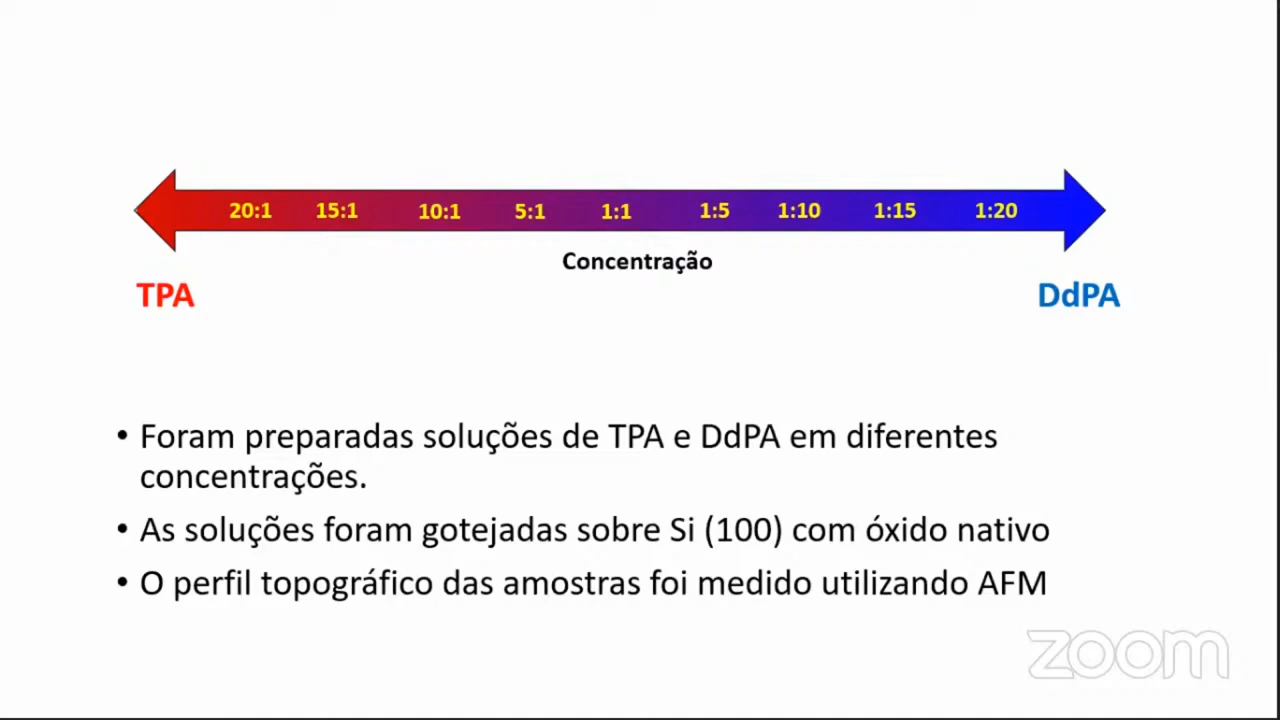 20:1 15:1 10:1 5:1 1:1 1:5 1:10 1:15 1:20
Concentração
TPA DdPA
• Foram preparadas soluções de TPA e DdPA em diferentes
concentrações.
• As soluções foram gotejadas sobre Si (100) com óxido nativo
• O perfil topográfico das amostras foi medido utilizando AFM
zoom